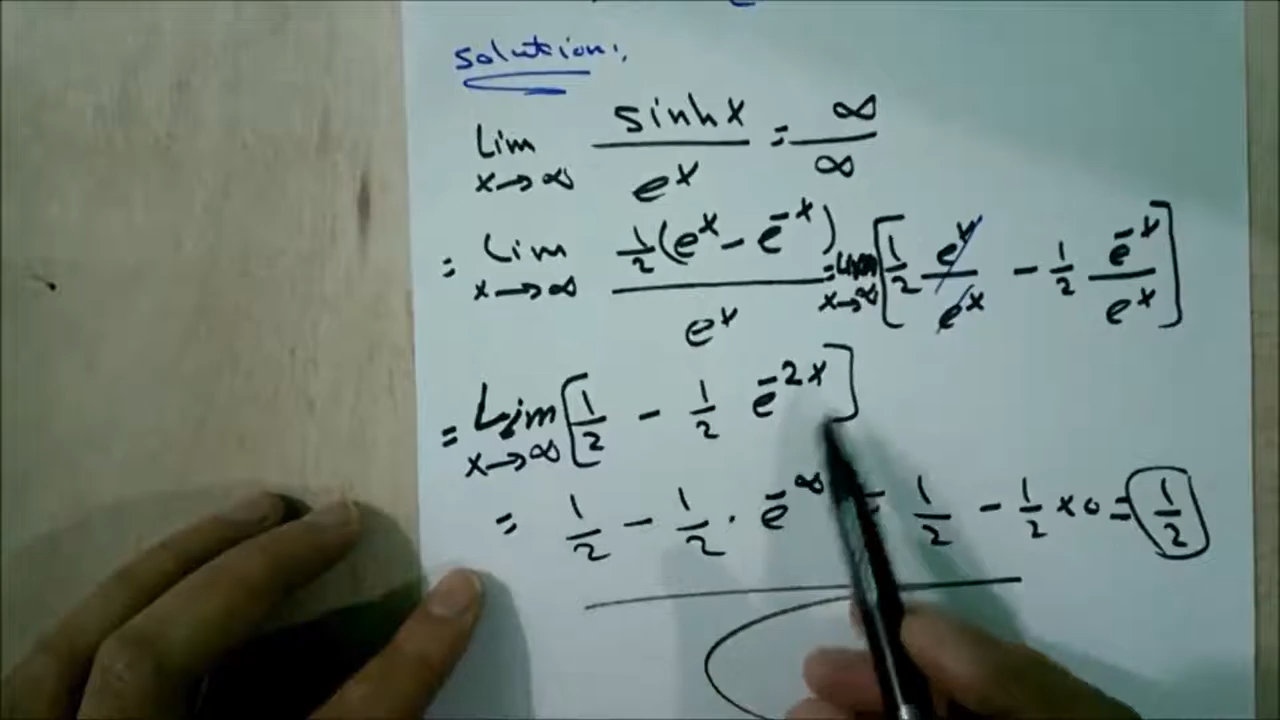 Solution:
Lim x→∞ sinhx / e^x = ∞ / ∞
= Lim x→∞ ½(e^x - e^-x) / e^x = Lim x→∞ [½ e^x / e^x - ½ e^-x / e^x]
= Lim x→∞ [½ - ½ e^-2x]
= ½ - ½ . e^-∞ = ½ - ½ x 0 = ½